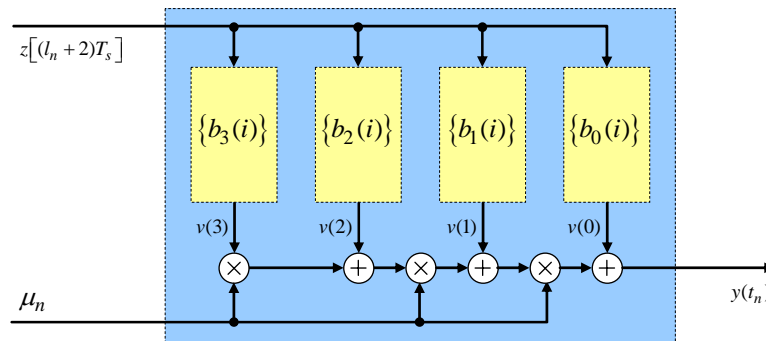 z[(l_n + 2)T_s]
{b_3(i)} {b_2(i)} {b_1(i)} {b_0(i)}
v(3) v(2) v(1) v(0)
× + × + × +
y(t_n)
μ_n